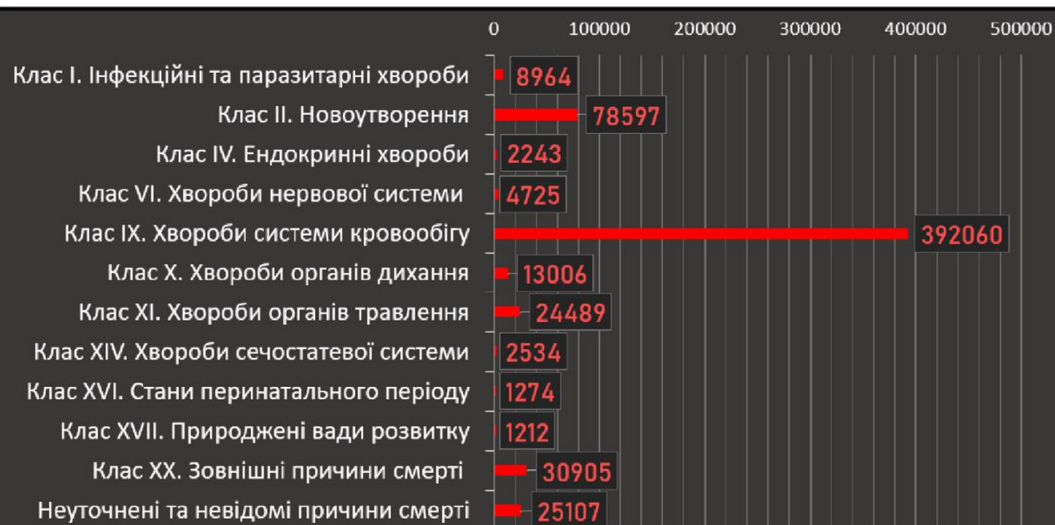 0 100000 200000 300000 400000 500000
Клас I. Інфекційні та паразитарні хвороби 8964
Клас II. Новоутворення 78597
Клас IV. Ендокринні хвороби 2243
Клас VI. Хвороби нервової системи 4725
Клас IX. Хвороби системи кровообігу 392060
Клас X. Хвороби органів дихання 13006
Клас XI. Хвороби органів травлення 24489
Клас XIV. Хвороби сечостатевої системи 2534
Клас XVI. Стани перинатального періоду 1274
Клас XVII. Природжені вади розвитку 1212
Клас XX. Зовнішні причини смерті 30905
Неуточнені та невідомі причини смерті 25107